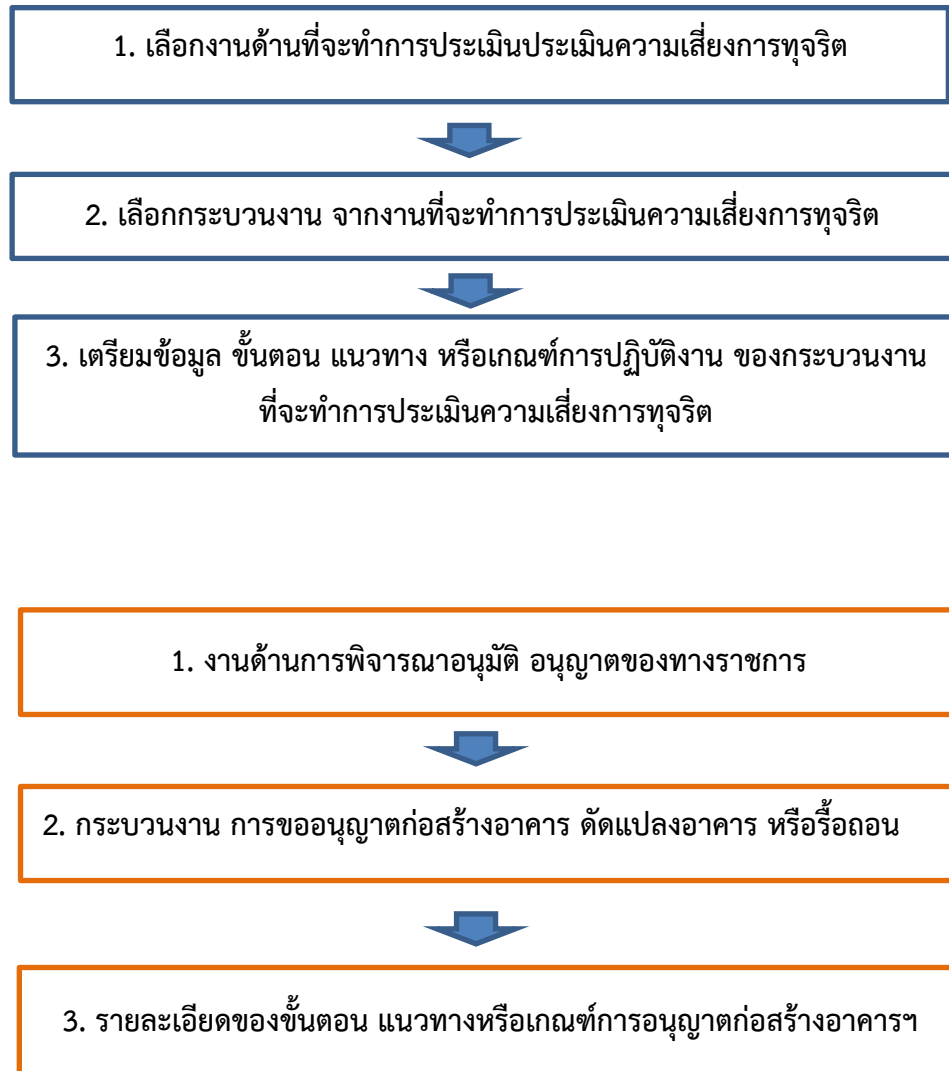 1. เลือกงานด้านที่จะทำการประเมินประเมินความเสี่ยงการทุจริต
2. เลือกกระบวนงาน จากงานที่จะทำการประเมินความเสี่ยงการทุจริต
3. เตรียมข้อมูล ขั้นตอน แนวทาง หรือเกณฑ์การปฏิบัติงาน ของกระบวนงาน
ที่จะทำการประเมินความเสี่ยงการทุจริต
1. งานด้านการพิจารณาอนุมัติ อนุญาตของทางราชการ
2. กระบวนงาน การขออนุญาตก่อสร้างอาคาร ดัดแปลงอาคาร หรือรื้อถอน
3. รายละเอียดของขั้นตอน แนวทางหรือเกณฑ์การอนุญาตก่อสร้างอาคารฯ